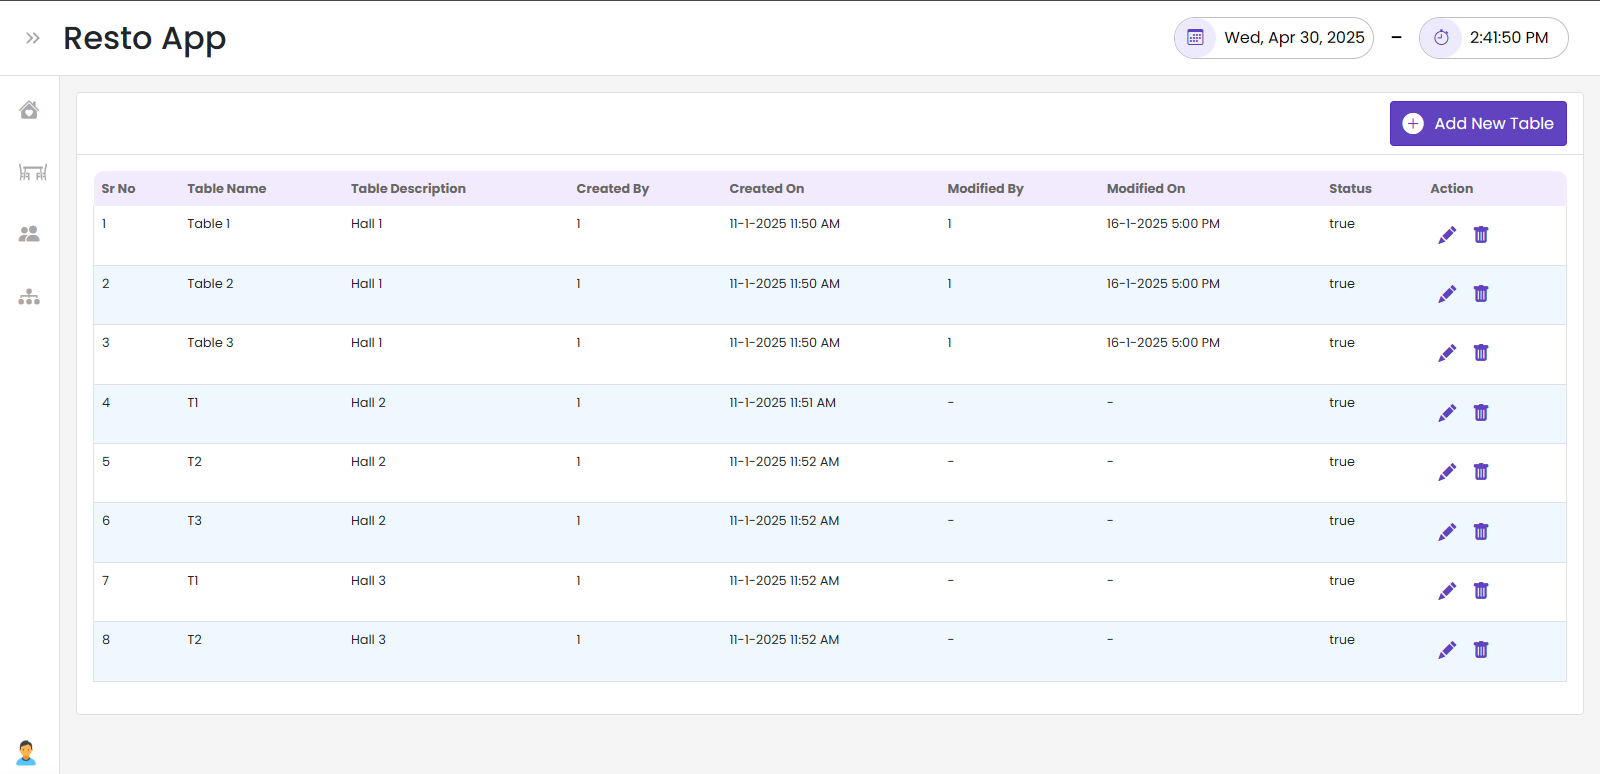 Resto App
Wed, Apr 30, 2025 – 2:41:50 PM
Add New Table
Sr No Table Name Table Description Created By Created On Modified By Modified On Status Action
1 Table 1 Hall 1 1 11-1-2025 11:50 AM 1 16-1-2025 5:00 PM true
2 Table 2 Hall 1 1 11-1-2025 11:50 AM 1 16-1-2025 5:00 PM true
3 Table 3 Hall 1 1 11-1-2025 11:50 AM 1 16-1-2025 5:00 PM true
4 T1 Hall 2 1 11-1-2025 11:51 AM - - true
5 T2 Hall 2 1 11-1-2025 11:52 AM - - true
6 T3 Hall 2 1 11-1-2025 11:52 AM - - true
7 T1 Hall 3 1 11-1-2025 11:52 AM - - true
8 T2 Hall 3 1 11-1-2025 11:52 AM - - true